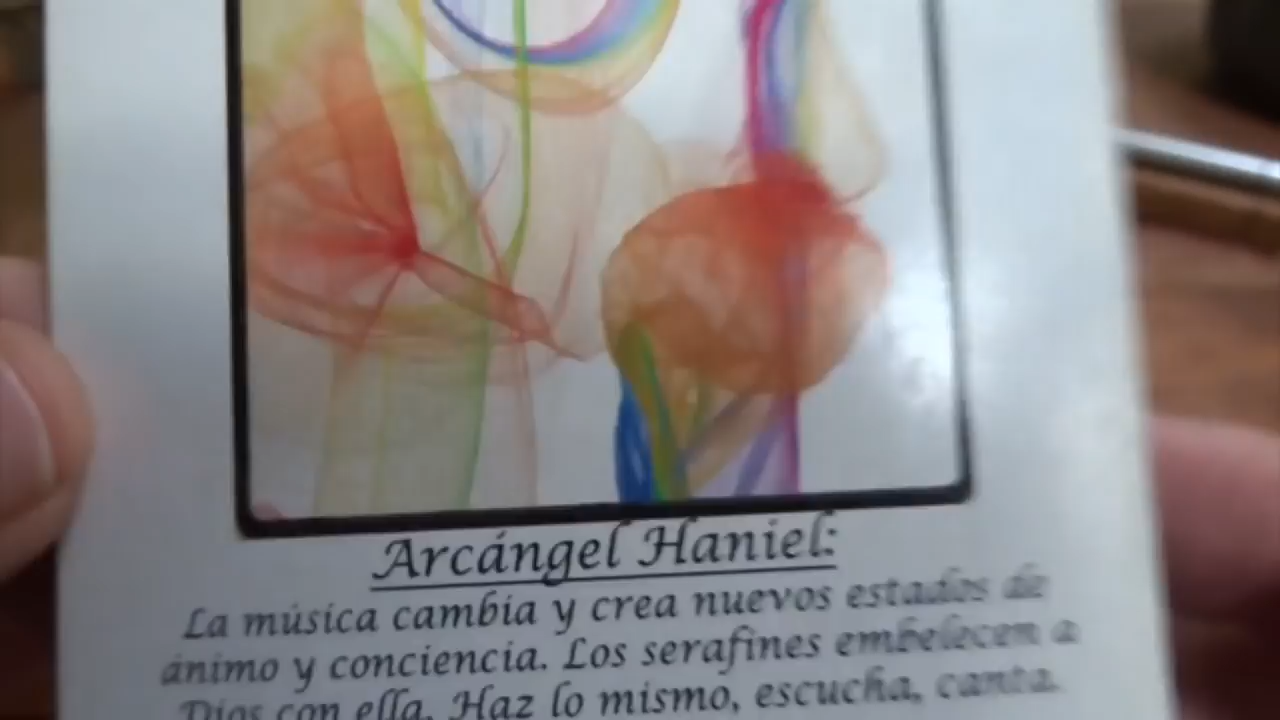 Arcángel Haniel:
La música cambia y crea nuevos estados de
ánimo y conciencia. Los serafines embelecen a
Dios con ella. Haz lo mismo, escucha, canta.